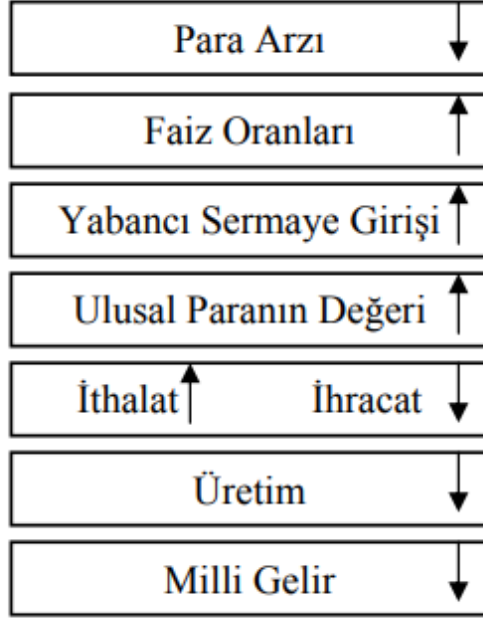 Para Arzı
Faiz Oranları
Yabancı Sermaye Girişi
Ulusal Paranın Değeri
İthalat İhracat
Üretim
Milli Gelir